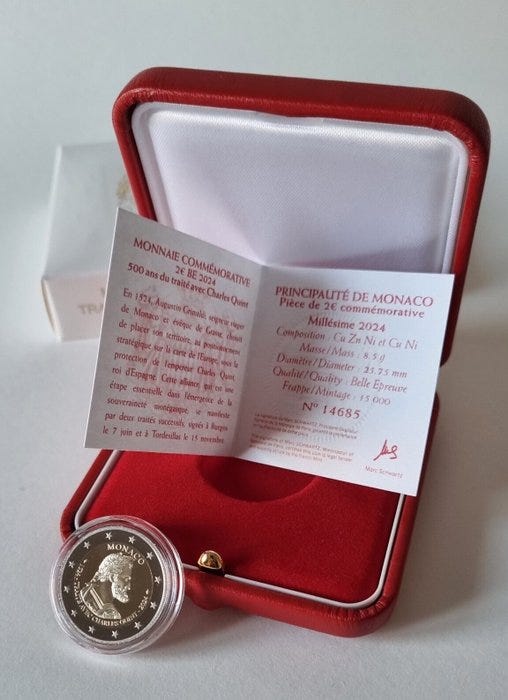 MONNAIE COMMÉMORATIVE
2€ BE 2024
500 ans du traité avec Charles Quint
En 1524, Augustin Grimaldi, seigneur viager
de Monaco et évêque de Grasse, choisit
de placer son territoire, au positionnement
stratégique sur la carte de l'Europe, sous la
protection de l'empereur Charles Quint,
roi d'Espagne. Cette alliance, qui est une
étape essentielle dans l'émergence de la
souveraineté monégasque, se manifeste
par deux traités successifs, signés à Burgos
le 7 juin et à Tordesillas le 15 novembre.
PRINCIPAUTÉ DE MONACO
Pièce de 2€ commémorative
Millésime 2024
Composition : Cu Zn Ni et Cu Ni
Masse/Mass : 8.5 g
Diamètre/Diameter : 25.75 mm
Qualité/Quality : Belle Epreuve
Frappe/Mintage : 15 000
N° 14685
Marc Schwartz
TRA
MONACO
AVEC CHARLES QUINT 2024